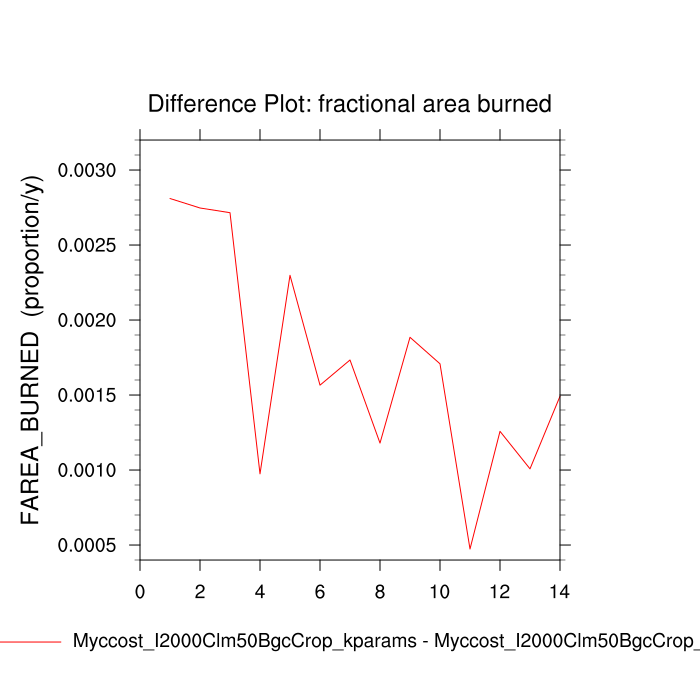 Difference Plot: fractional area burned
FAREA_BURNED (proportion/y)
0.0030
0.0025
0.0020
0.0015
0.0010
0.0005
0 2 4 6 8 10 12 14
Myccost_I2000Clm50BgcCrop_kparams - Myccost_I2000Clm50BgcCrop_